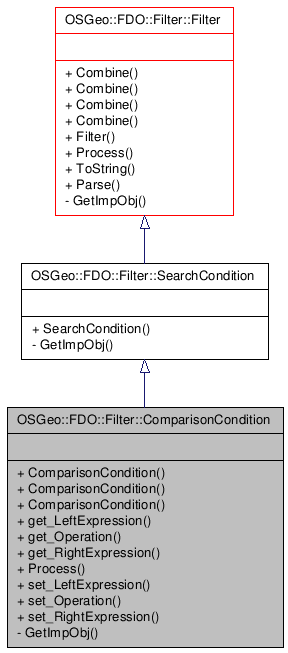 OSGeo::FDO::Filter::Filter
+ Combine()
+ Combine()
+ Combine()
+ Combine()
+ Filter()
+ Process()
+ ToString()
+ Parse()
- GetImpObj()
OSGeo::FDO::Filter::SearchCondition
+ SearchCondition()
- GetImpObj()
OSGeo::FDO::Filter::ComparisonCondition
+ ComparisonCondition()
+ ComparisonCondition()
+ ComparisonCondition()
+ get_LeftExpression()
+ get_Operation()
+ get_RightExpression()
+ Process()
+ set_LeftExpression()
+ set_Operation()
+ set_RightExpression()
- GetImpObj()